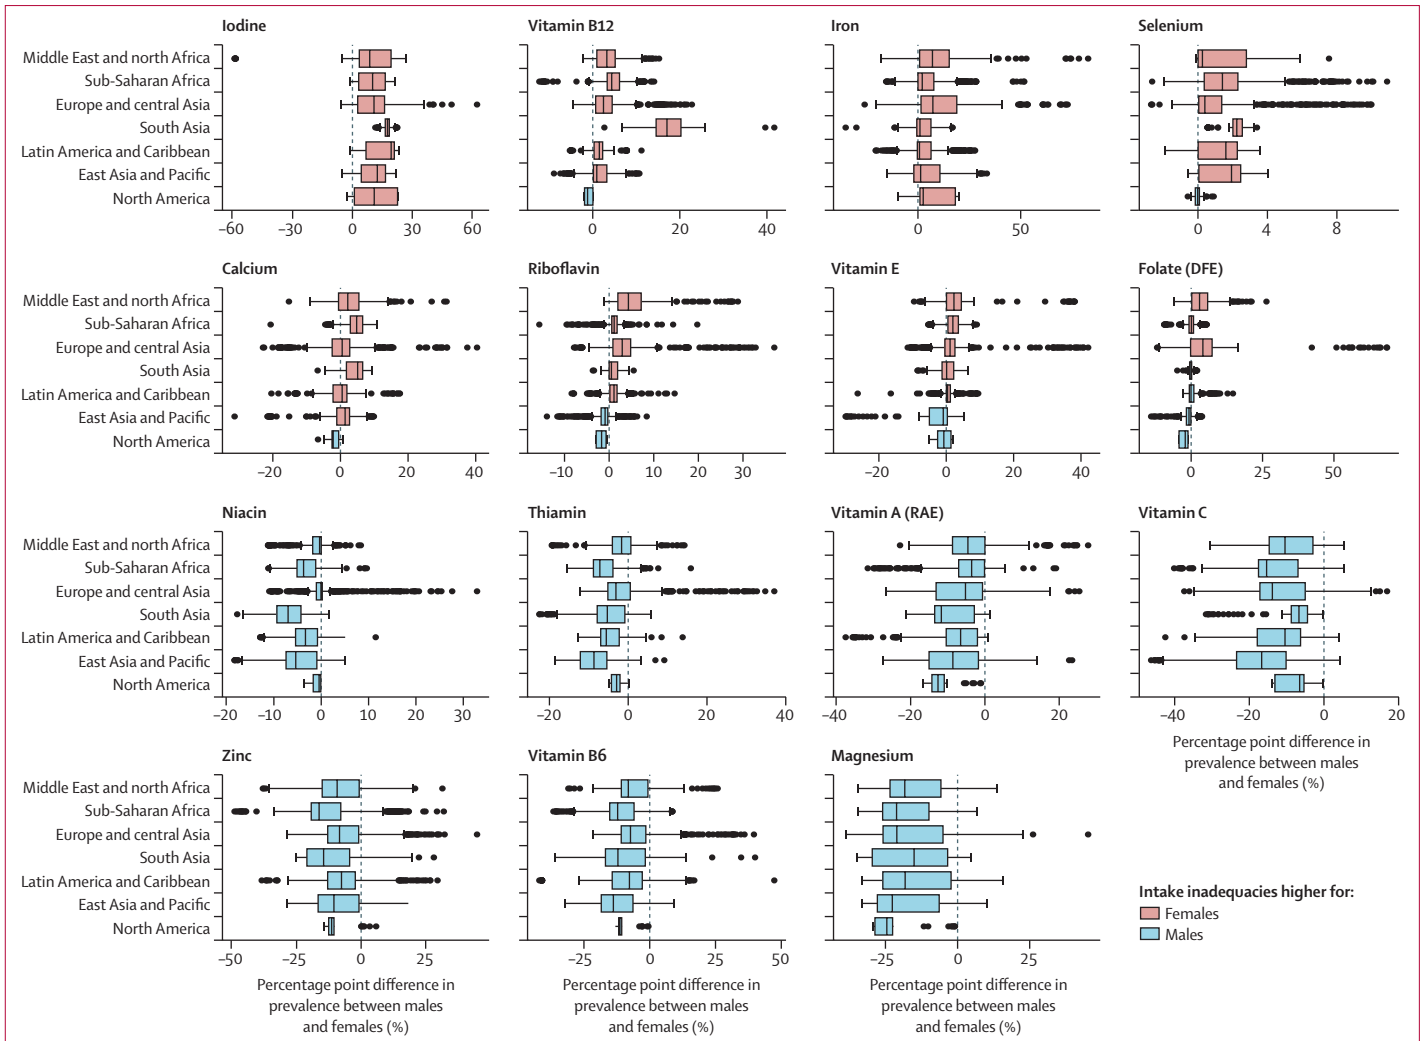 Iodine
Vitamin B12
Iron
Selenium
Middle East and north Africa
Sub-Saharan Africa
Europe and central Asia
South Asia
Latin America and Caribbean
East Asia and Pacific
North America
–60 –30 0 30 60
0 20 40
0 50
0 4 8
Calcium
Riboflavin
Vitamin E
Folate (DFE)
Middle East and north Africa
Sub-Saharan Africa
Europe and central Asia
South Asia
Latin America and Caribbean
East Asia and Pacific
North America
–20 0 20 40
–10 0 10 20 30
–20 0 20 40
0 25 50
Niacin
Thiamin
Vitamin A (RAE)
Vitamin C
Middle East and north Africa
Sub-Saharan Africa
Europe and central Asia
South Asia
Latin America and Caribbean
East Asia and Pacific
North America
–20 –10 0 10 20 30
–20 0 20 40
–40 –20 0 20
–40 –20 0 20
Percentage point difference in
prevalence between males
and females (%)
Zinc
Vitamin B6
Magnesium
Middle East and north Africa
Sub-Saharan Africa
Europe and central Asia
South Asia
Latin America and Caribbean
East Asia and Pacific
North America
–50 –25 0 25
–25 0 25 50
–25 0 25
Percentage point difference in
prevalence between males
and females (%)
Percentage point difference in
prevalence between males
and females (%)
Percentage point difference in
prevalence between males
and females (%)
Intake inadequacies higher for:
Females
Males